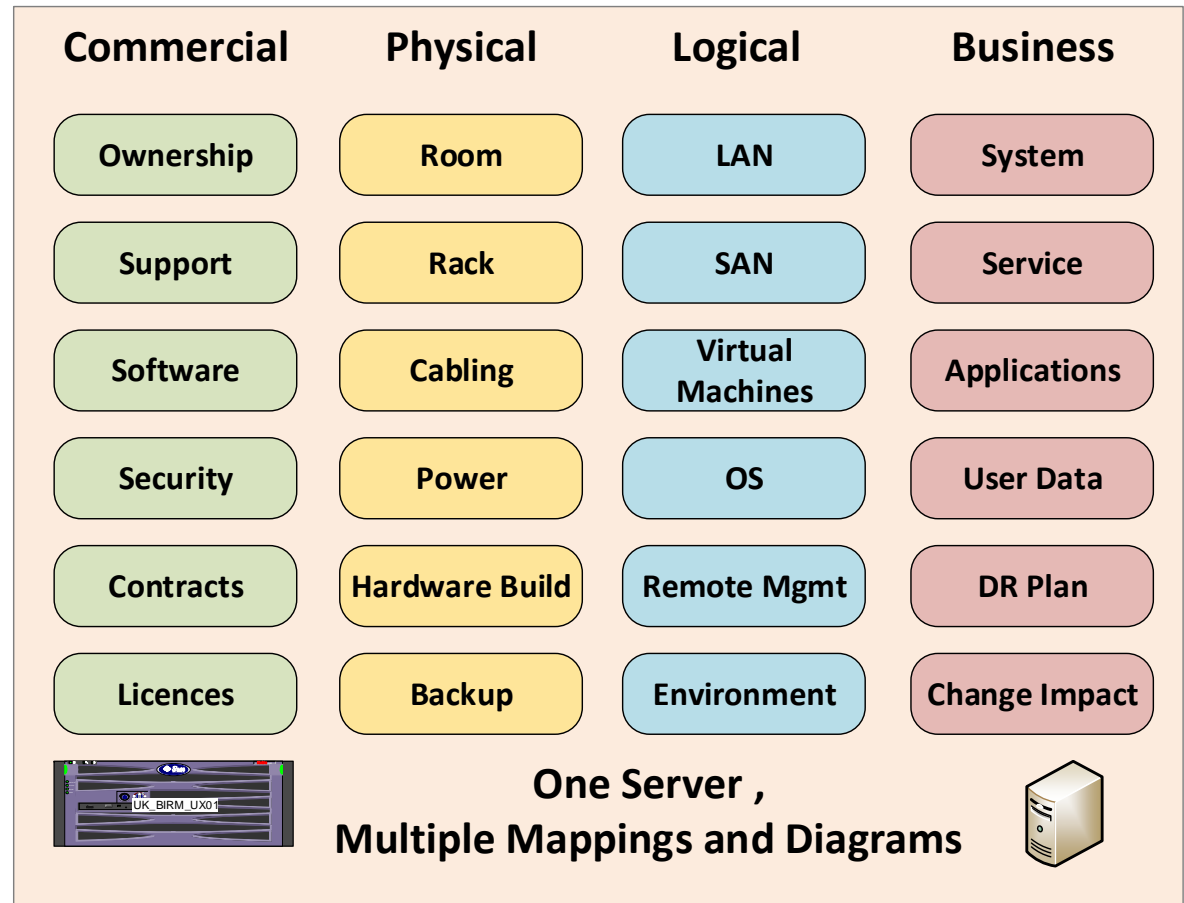 Commercial Physical Logical Business
Ownership Room LAN System
Support Rack SAN Service
Software Cabling Virtual Machines Applications
Security Power OS User Data
Contracts Hardware Build Remote Mgmt DR Plan
Licences Backup Environment Change Impact
Sun
UK_BIRM_UX01
One Server ,
Multiple Mappings and Diagrams